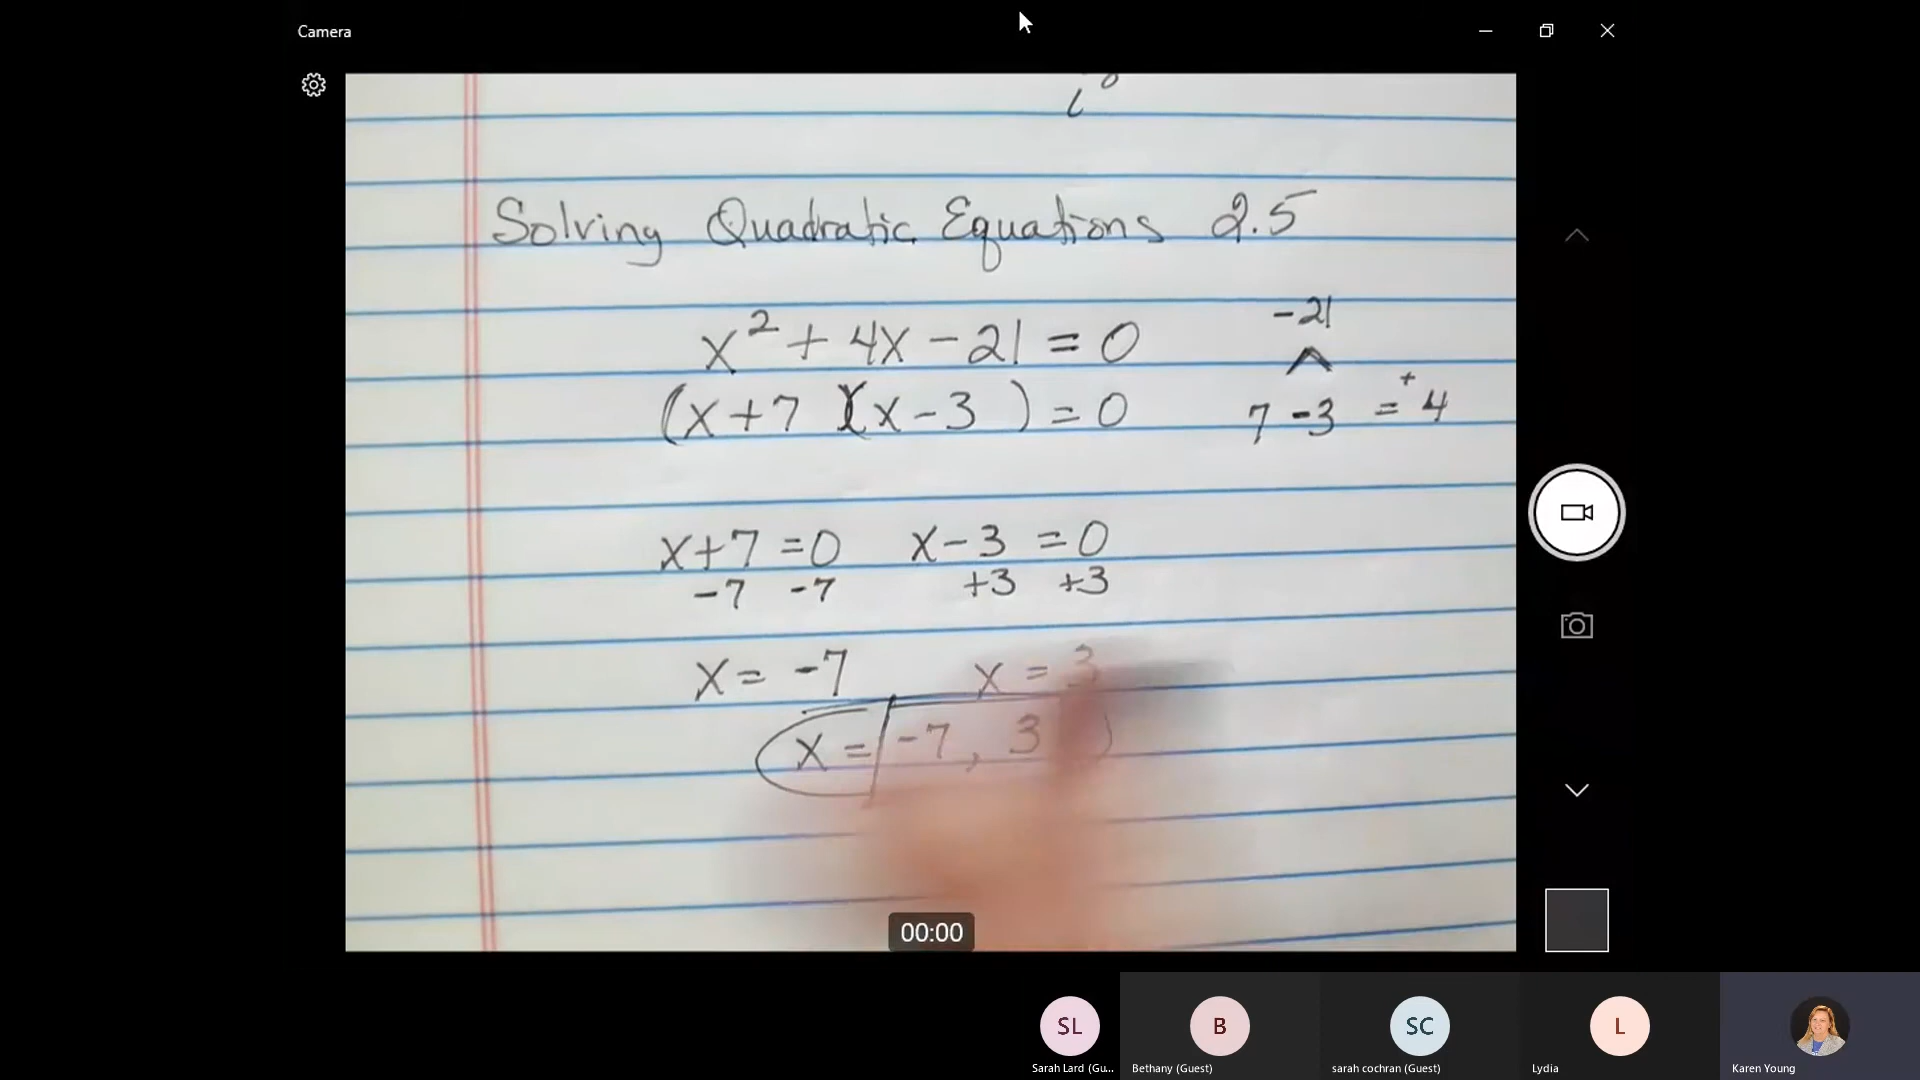 Camera
i
Solving Quadratic Equations 2.5
x² + 4x - 21 = 0
-21
(x + 7)(x - 3) = 0
7 -3 = +4
x + 7 = 0 x - 3 = 0
-7 -7 +3 +3
x = -7 x = 3
x = -7, 3
00:00
SL B SC L
Sarah Lard (Gu... Bethany (Guest) sarah cochran (Guest) Lydia Karen Young